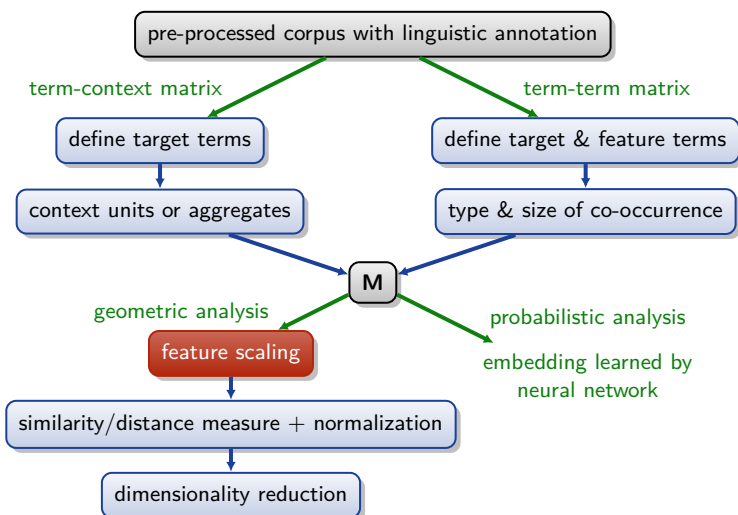 pre-processed corpus with linguistic annotation
term-context matrix
term-term matrix
define target terms
define target & feature terms
context units or aggregates
type & size of co-occurrence
M
geometric analysis
probabilistic analysis
feature scaling
embedding learned by
neural network
similarity/distance measure + normalization
dimensionality reduction